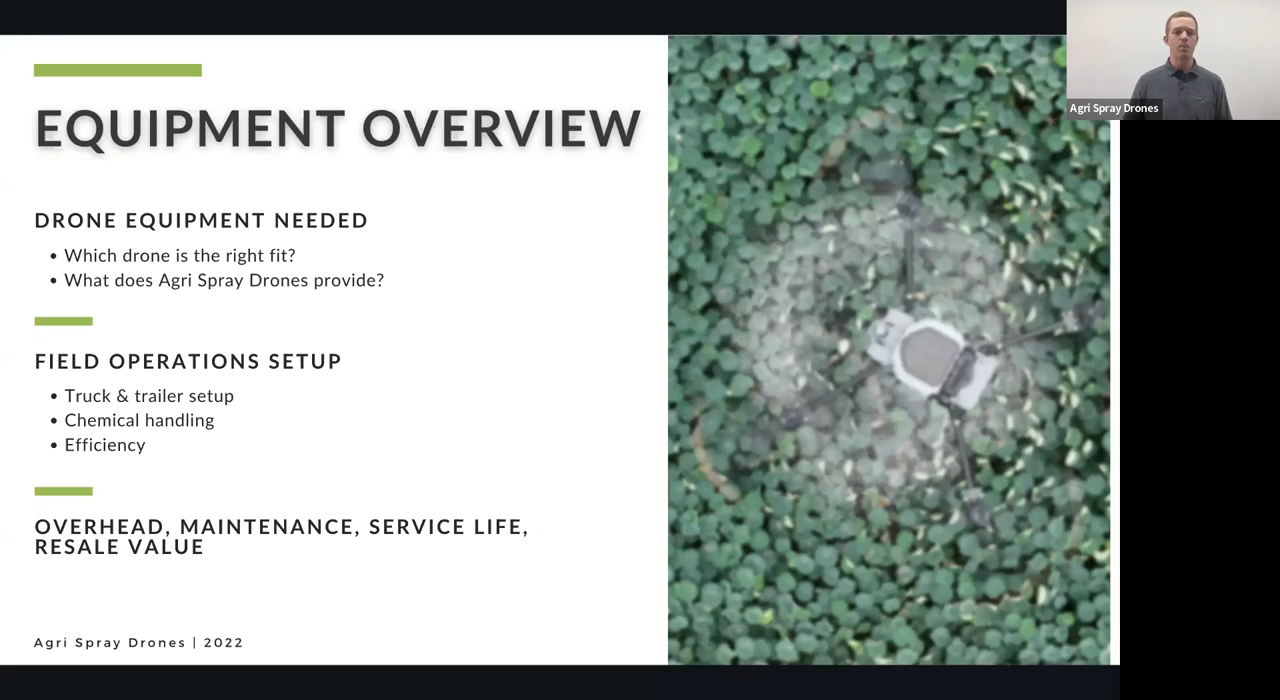 EQUIPMENT OVERVIEW
DRONE EQUIPMENT NEEDED
• Which drone is the right fit?
• What does Agri Spray Drones provide?
FIELD OPERATIONS SETUP
• Truck & trailer setup
• Chemical handling
• Efficiency
OVERHEAD, MAINTENANCE, SERVICE LIFE,
RESALE VALUE
Agri Spray Drones | 2022
Agri Spray Drones